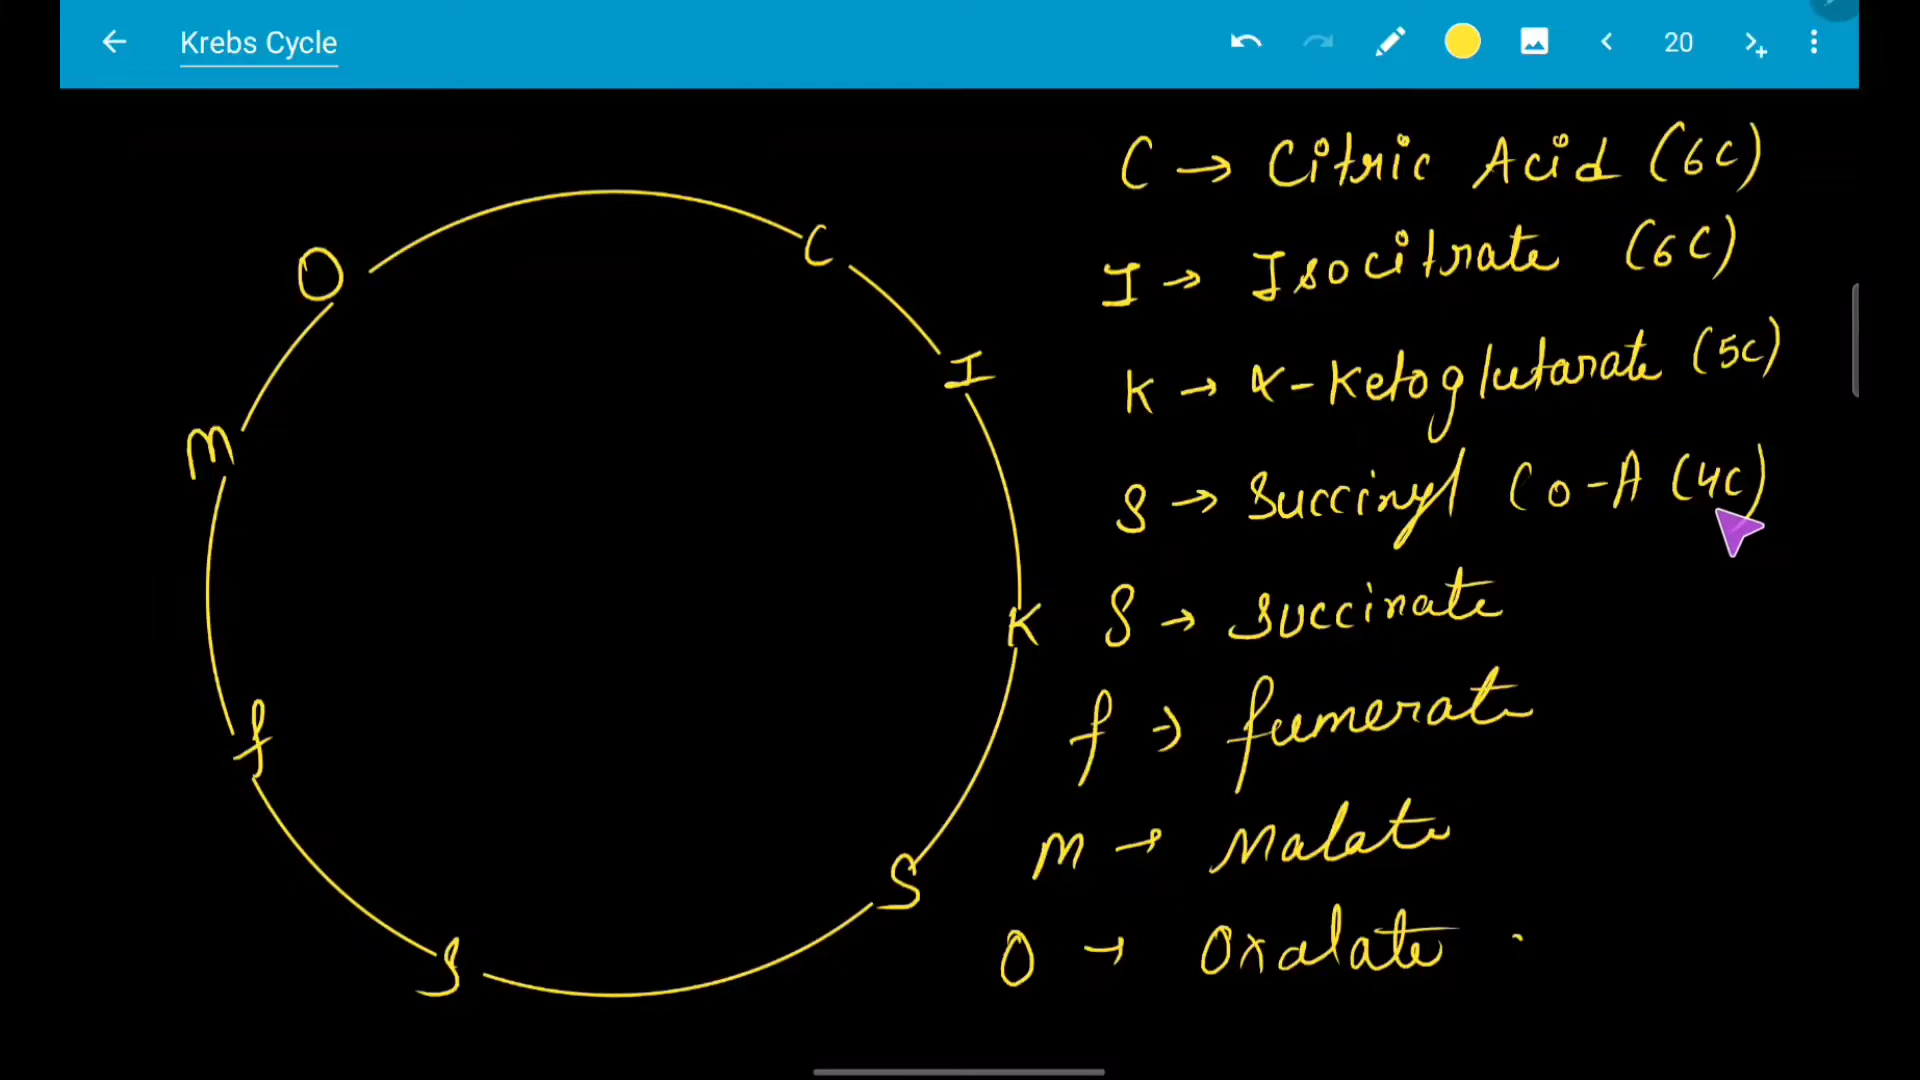 Krebs Cycle
20
C → Citric Acid (6C)
I → Isocitrate (6C)
K → α-Ketoglutarate (5C)
S → Succinyl Co-A (4C)
S → Succinate
f → fumerate
M → Malate
O → Oxalate
O
C
I
M
K
f
S
S